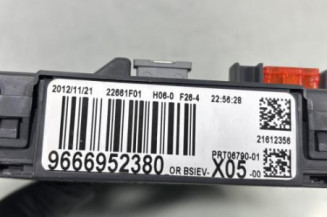 2012/11/21 22661F01 H06-0 F26-4 22:56:28
21612356
PRT06790-01
9666952380 OR BSIEV- X05 -00